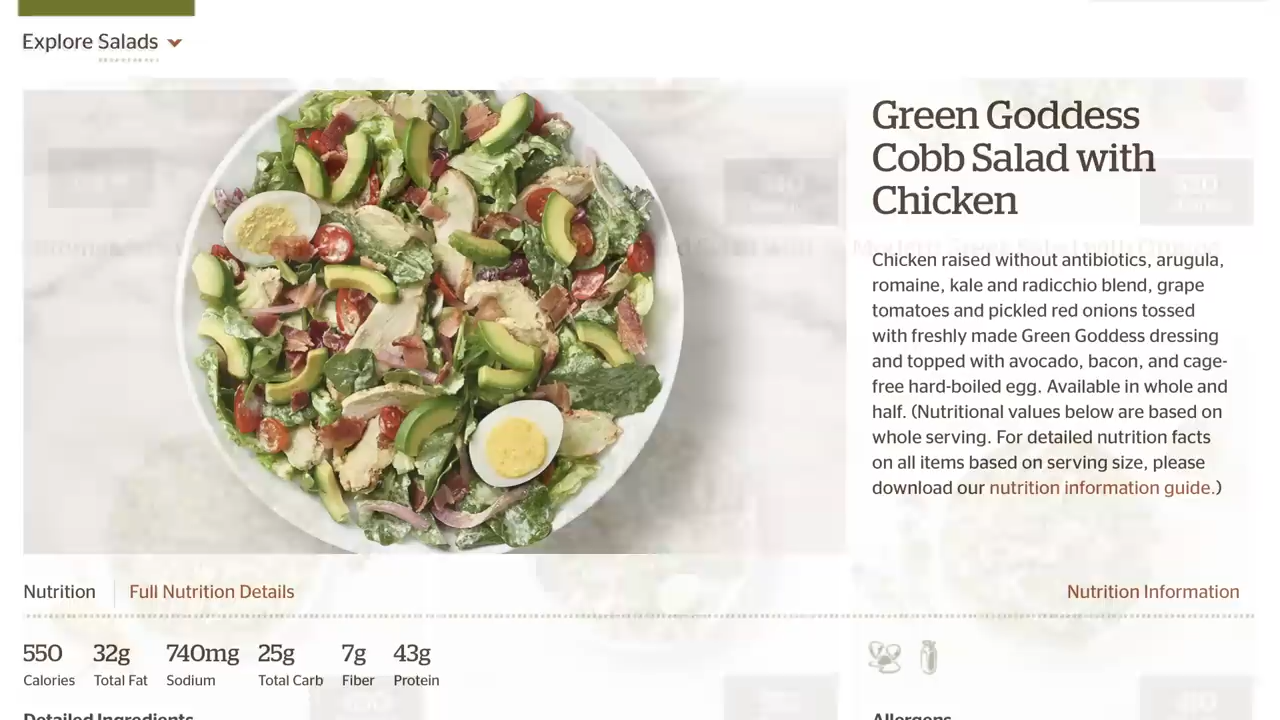 Explore Salads
Green Goddess
Cobb Salad with
Chicken
Chicken raised without antibiotics, arugula,
romaine, kale and radicchio blend, grape
tomatoes and pickled red onions tossed
with freshly made Green Goddess dressing
and topped with avocado, bacon, and cage-
free hard-boiled egg. Available in whole and
half. (Nutritional values below are based on
whole serving. For detailed nutrition facts
on all items based on serving size, please
download our nutrition information guide.)
Nutrition
Full Nutrition Details
Nutrition Information
550 32g 740mg 25g 7g 43g
Calories Total Fat Sodium Total Carb Fiber Protein
Detailed Ingredients
Allergens